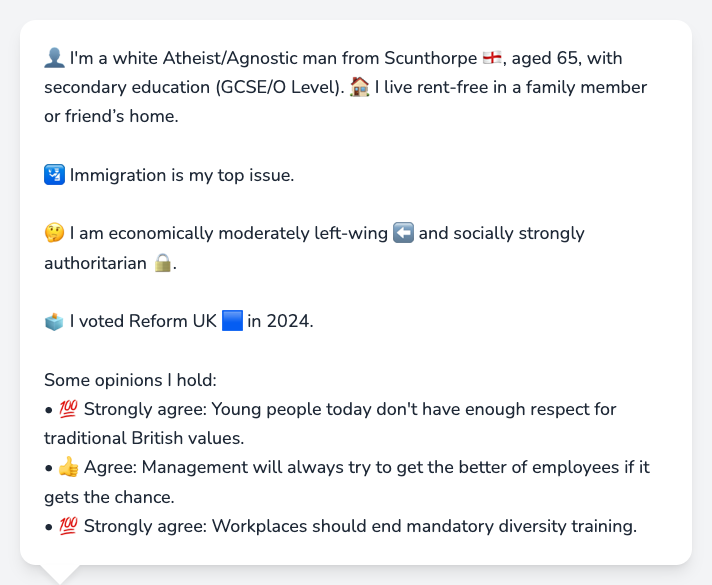 👤 I'm a white Atheist/Agnostic man from Scunthorpe 🏴󠁧󠁢󠁥󠁮󠁧󠁿, aged 65, with
secondary education (GCSE/O Level). 🏠 I live rent-free in a family member
or friend’s home.
🛂 Immigration is my top issue.
🤔 I am economically moderately left-wing ⬅️ and socially strongly
authoritarian 🔒.
🗳️ I voted Reform UK 🟦 in 2024.
Some opinions I hold:
• 💯 Strongly agree: Young people today don't have enough respect for
traditional British values.
• 👍 Agree: Management will always try to get the better of employees if it
gets the chance.
• 💯 Strongly agree: Workplaces should end mandatory diversity training.